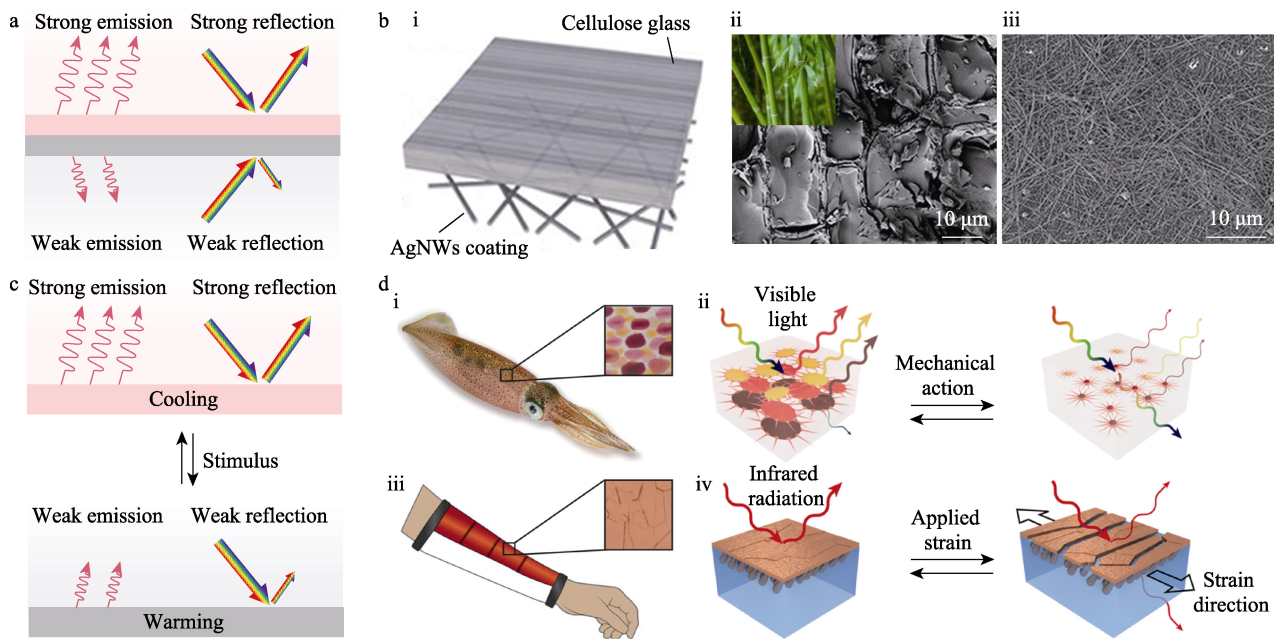 a
Strong emission
Strong reflection
Weak emission
Weak reflection
b
i
Cellulose glass
AgNWs coating
ii
10 μm
iii
10 μm
c
Strong emission
Strong reflection
Cooling
Stimulus
Weak emission
Weak reflection
Warming
d
i
ii
Visible
light
Mechanical
action
iii
iv
Infrared
radiation
Applied
strain
Strain
direction